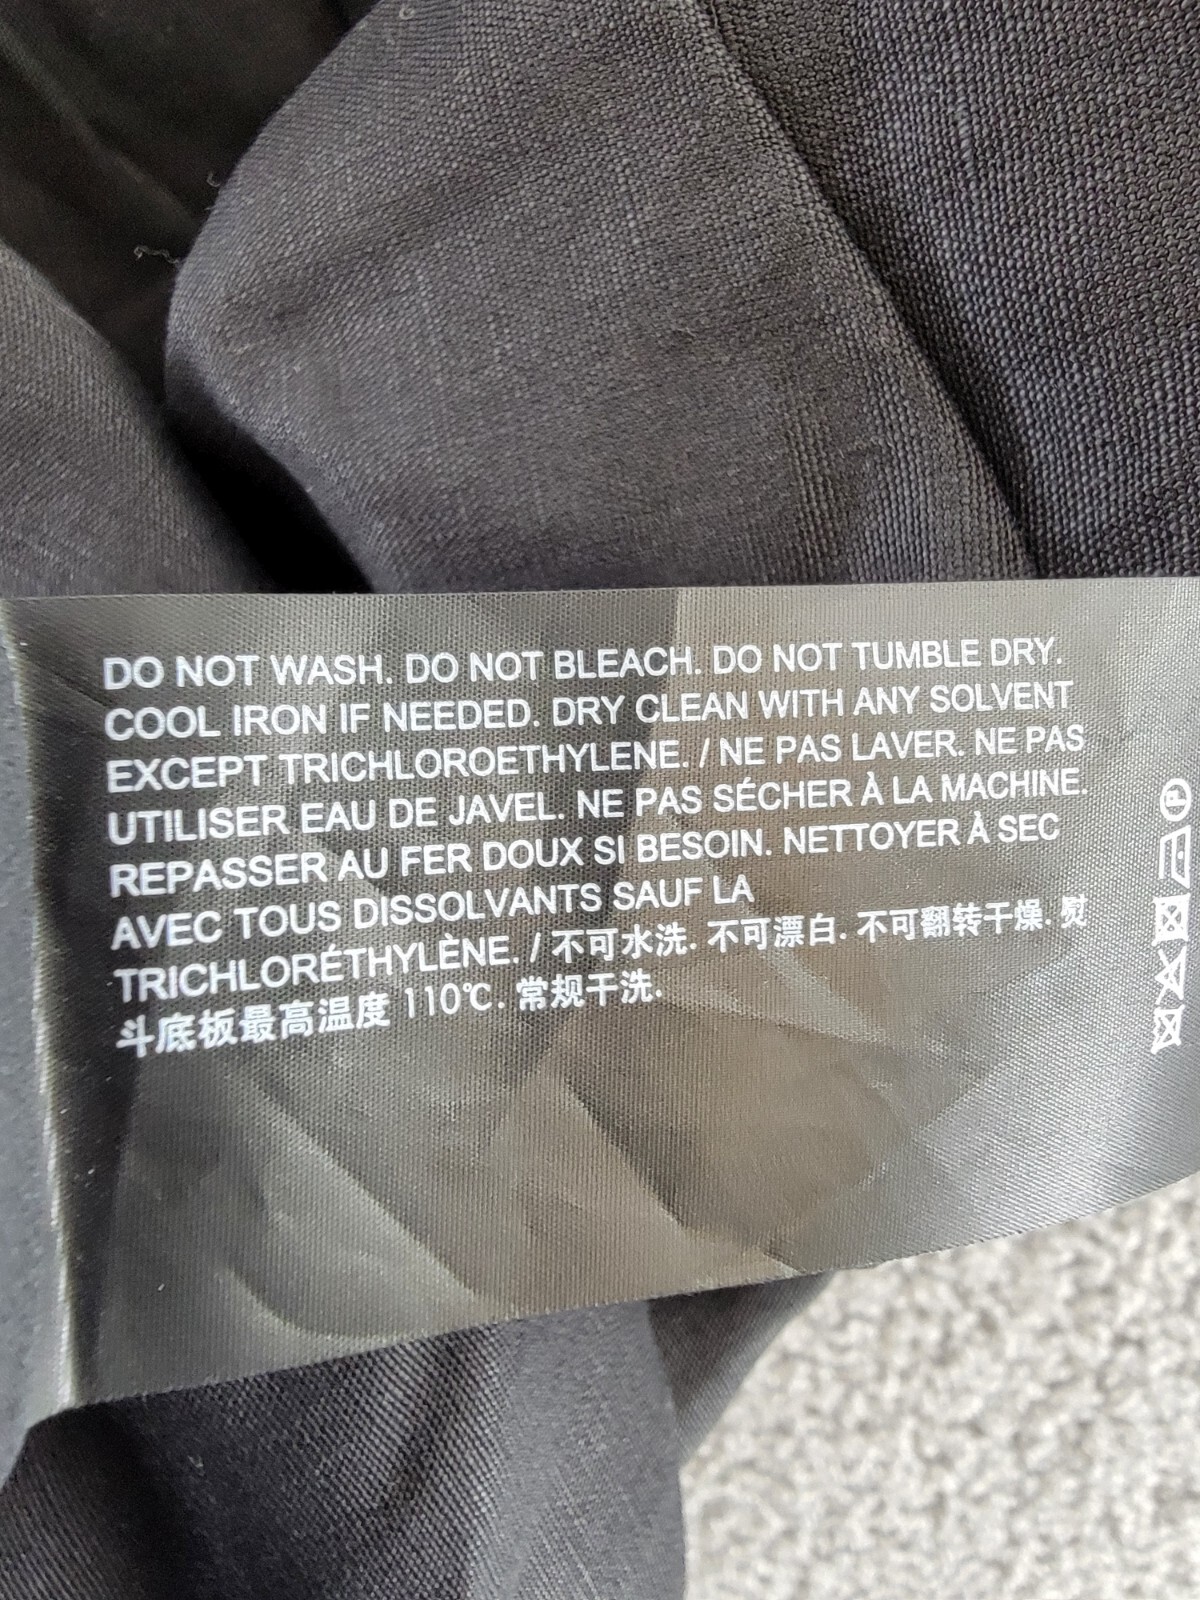 DO NOT WASH. DO NOT BLEACH. DO NOT TUMBLE DRY.
COOL IRON IF NEEDED. DRY CLEAN WITH ANY SOLVENT
EXCEPT TRICHLOROETHYLENE. / NE PAS LAVER. NE PAS
UTILISER EAU DE JAVEL. NE PAS SÉCHER À LA MACHINE.
REPASSER AU FER DOUX SI BESOIN. NETTOYER À SEC
AVEC TOUS DISSOLVANTS SAUF LA
TRICHLORÉTHYLÈNE. / 不可水洗. 不可漂白. 不可翻转干燥. 熨
斗底板最高温度 110℃. 常规干洗.
P